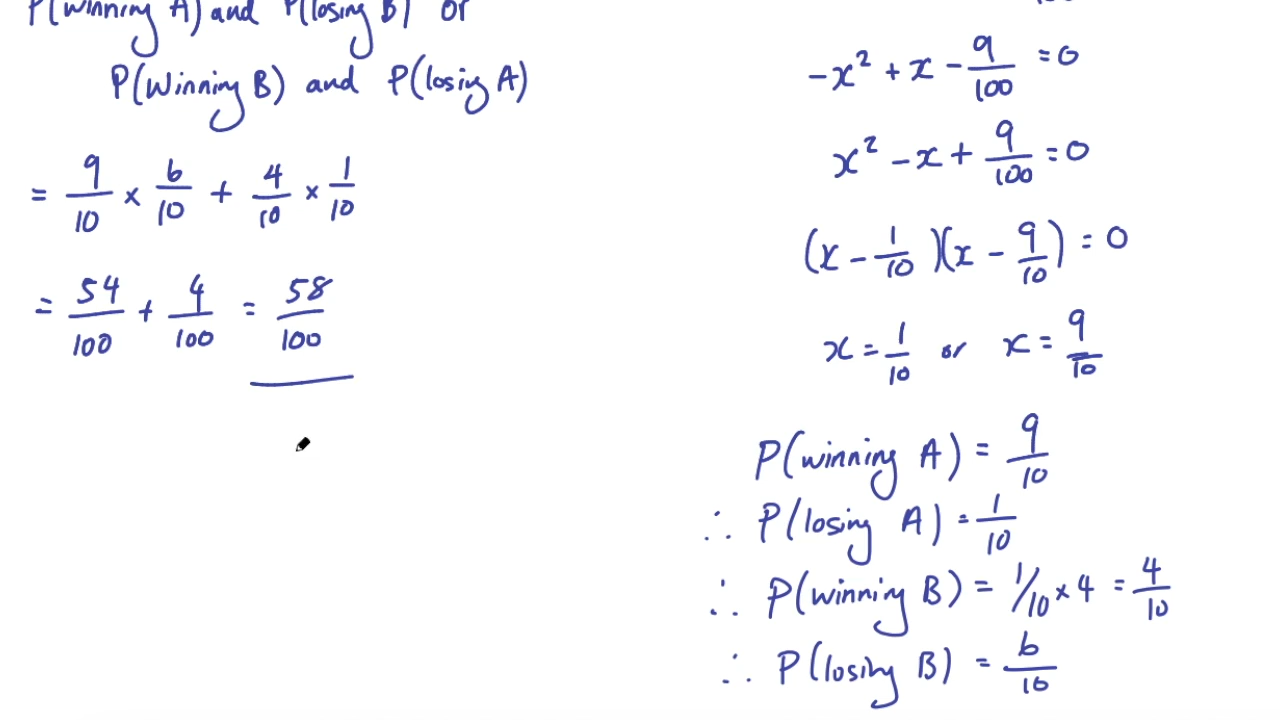 P(winning A) and P(losing B) or
P(Winning B) and P(losing A)
= 9/10 × 6/10 + 4/10 × 1/10
= 54/100 + 4/100 = 58/100
100
-x² + x - 9/100 = 0
x² - x + 9/100 = 0
(x - 1/10)(x - 9/10) = 0
x = 1/10 or x = 9/10
P(winning A) = 9/10
∴ P(losing A) = 1/10
∴ P(winning B) = 1/10 × 4 = 4/10
∴ P(losing B) = 6/10